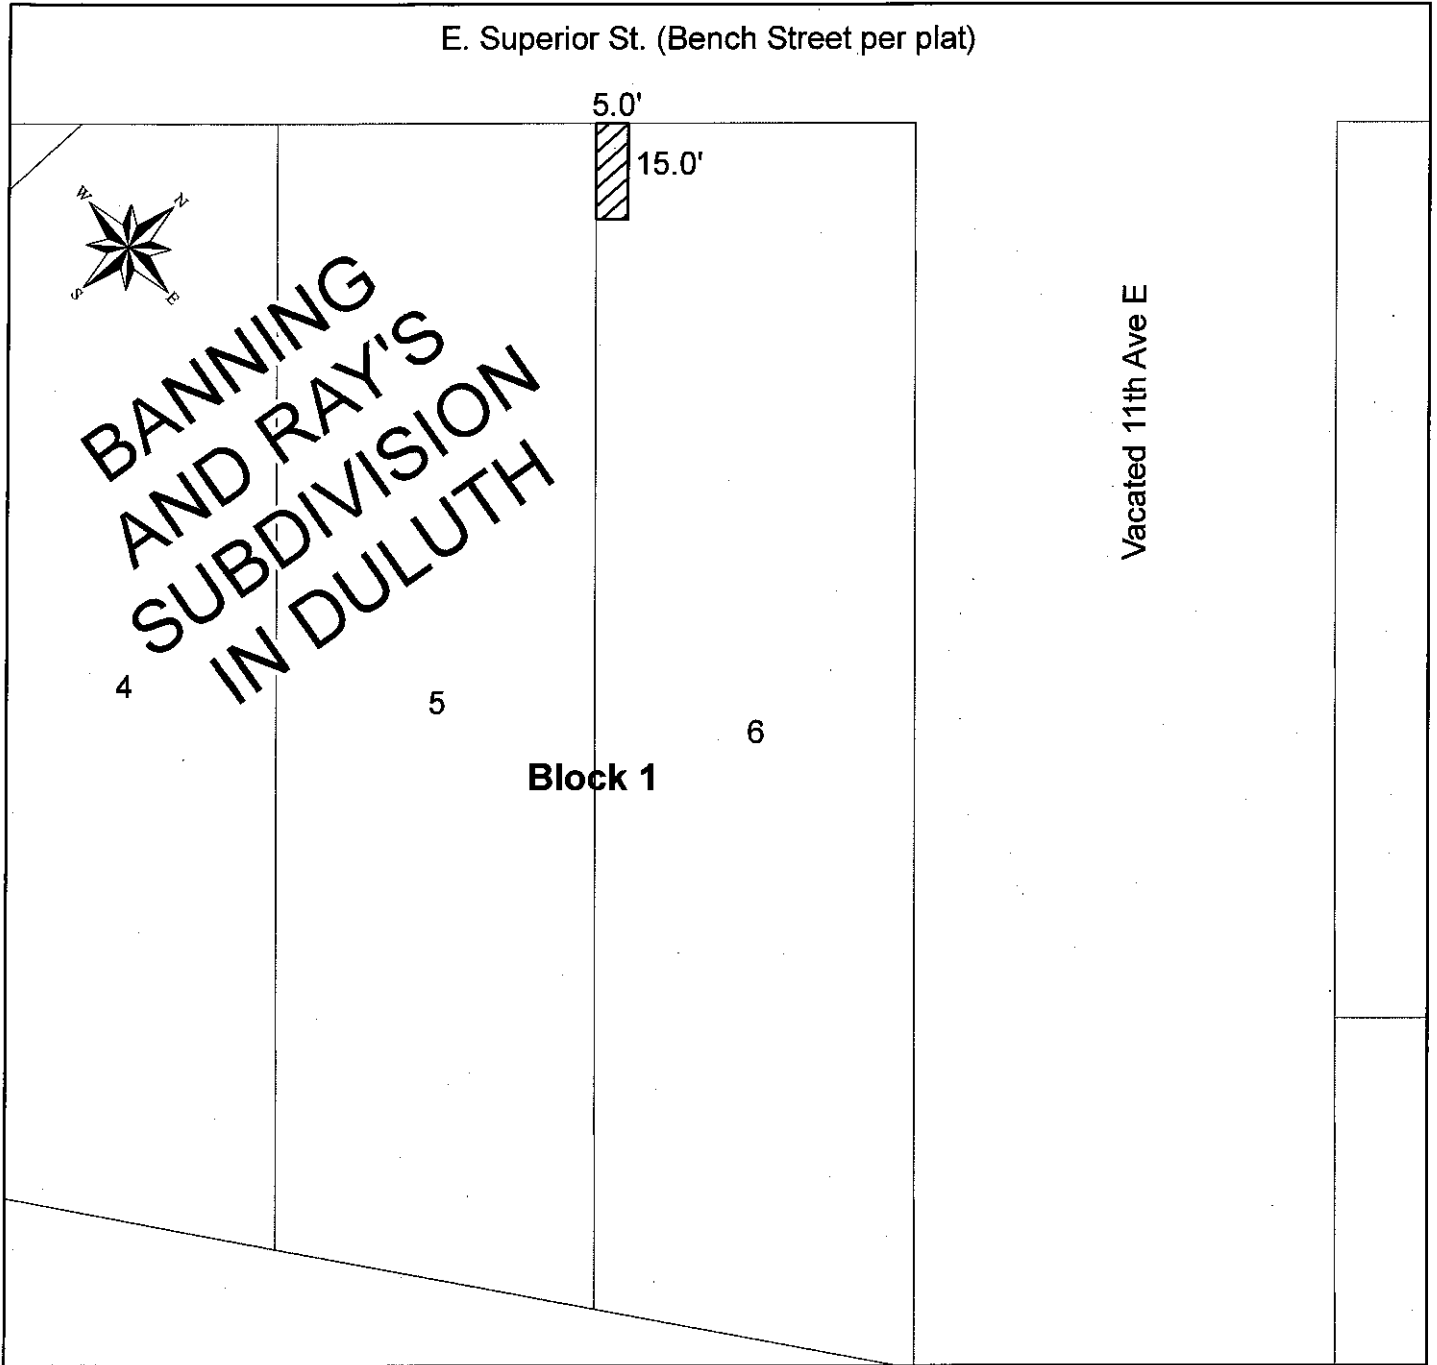 E. Superior St. (Bench Street per plat)
5.0'
15.0'
W
N
S
E
BANNING
AND RAY'S
SUBDIVISION
IN DULUTH
Vacated 11th Ave E
4
5
6
Block 1